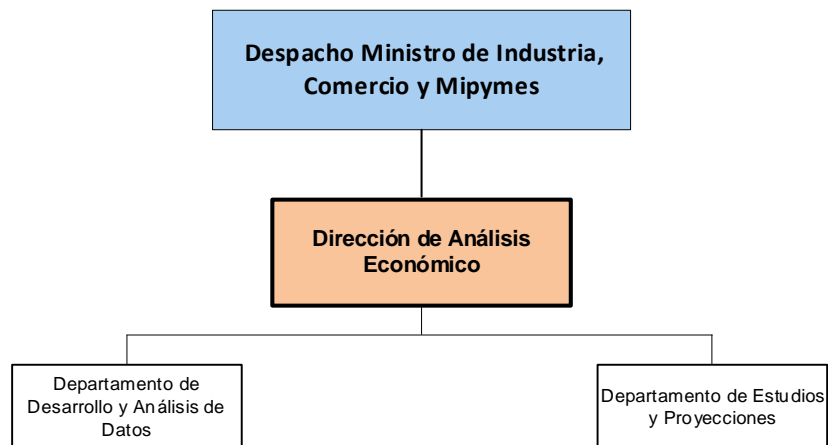 Despacho Ministro de Industria,
Comercio y Mipymes
Dirección de Análisis
Económico
Departamento de
Desarrollo y Análisis de
Datos
Departamento de Estudios
y Proyecciones